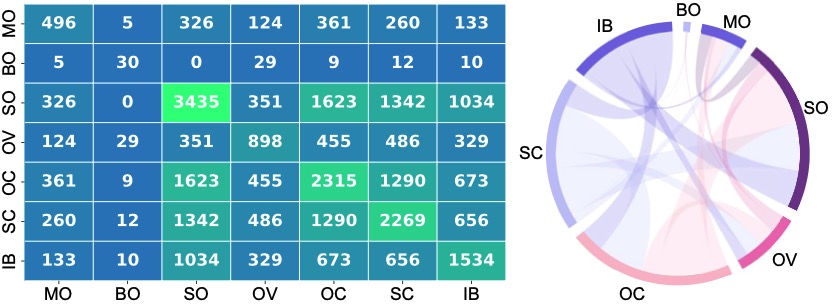 MO 496 5 326 124 361 260 133
BO 5 30 0 29 9 12 10
SO 326 0 3435 351 1623 1342 1034
OV 124 29 351 898 455 486 329
OC 361 9 1623 455 2315 1290 673
SC 260 12 1342 486 1290 2269 656
IB 133 10 1034 329 673 656 1534
MO BO SO OV OC SC IB
BO
MO
IB
SO
SC
OV
OC